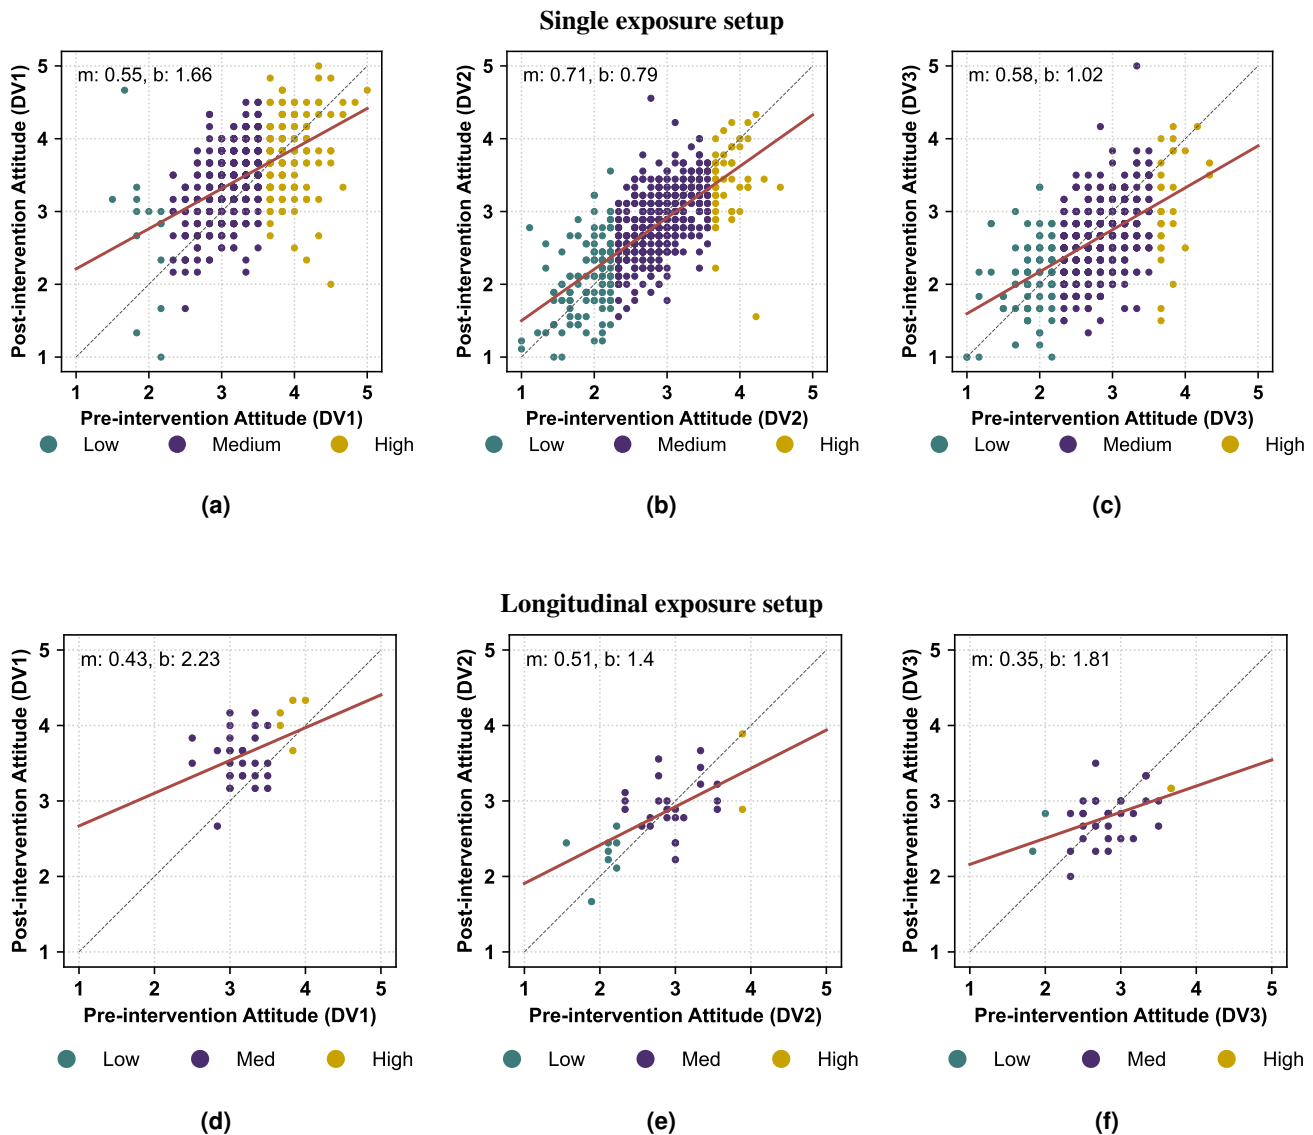 Single exposure setup
m: 0.55, b: 1.66
5
4
3
2
1
1 2 3 4 5
Post-intervention Attitude (DV1)
Pre-intervention Attitude (DV1)
Low Medium High
(a)
m: 0.71, b: 0.79
5
4
3
2
1
1 2 3 4 5
Post-intervention Attitude (DV2)
Pre-intervention Attitude (DV2)
Low Medium High
(b)
m: 0.58, b: 1.02
5
4
3
2
1
1 2 3 4 5
Post-intervention Attitude (DV3)
Pre-intervention Attitude (DV3)
Low Medium High
(c)
Longitudinal exposure setup
m: 0.43, b: 2.23
5
4
3
2
1
1 2 3 4 5
Post-intervention Attitude (DV1)
Pre-intervention Attitude (DV1)
Low Med High
(d)
m: 0.51, b: 1.4
5
4
3
2
1
1 2 3 4 5
Post-intervention Attitude (DV2)
Pre-intervention Attitude (DV2)
Low Med High
(e)
m: 0.35, b: 1.81
5
4
3
2
1
1 2 3 4 5
Post-intervention Attitude (DV3)
Pre-intervention Attitude (DV3)
Low Med High
(f)